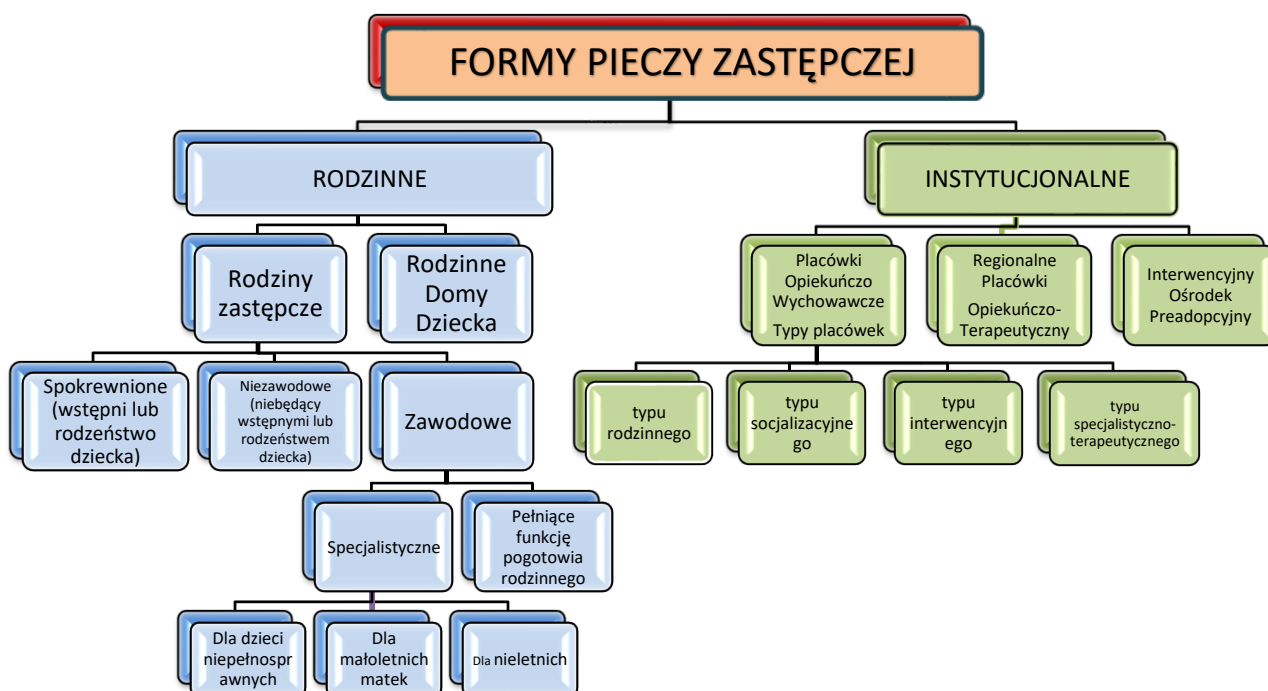 FORMY PIECZY ZASTĘPCZEJ
RODZINNE
INSTYTUCJONALNE
Rodziny
zastępcze
Rodzinne
Domy
Dziecka
Placówki
Opiekuńczo
Wychowawcze
Typy placówek
Regionalne
Placówki
Opiekuńczo-
Terapeutyczny
Interwencyjny
Ośrodek
Preadopcyjny
Spokrewnione
(wstępni lub
rodzeństwo
dziecka)
Niezawodowe
(niebędący
wstępnymi lub
rodzeństwem
dziecka)
Zawodowe
typu
rodzinnego
typu
socjalizacyjne
go
typu
interwencyjn
ego
typu
specjalistyczno-
terapeutycznego
Specjalistyczne
Pełniące
funkcję
pogotowia
rodzinnego
Dla dzieci
niepełnospr
awnych
Dla
małoletnich
matek
Dla nieletnich